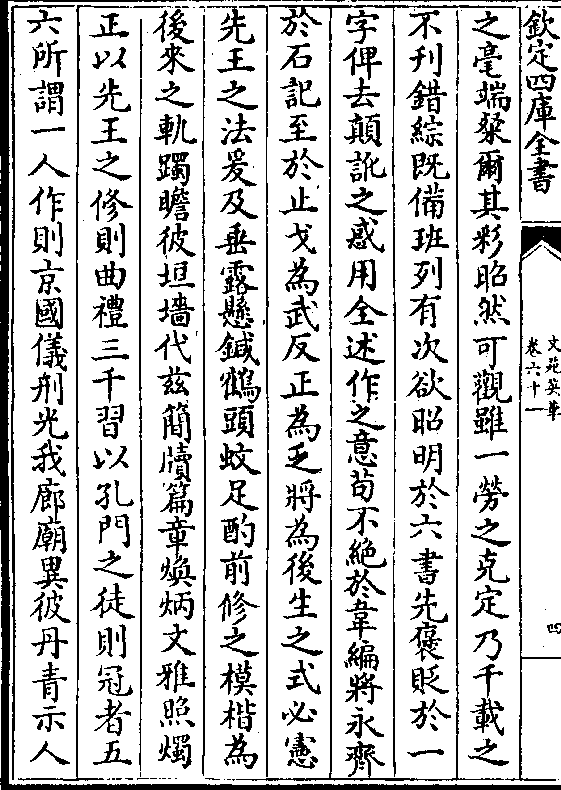 欽定四庫全書
文苑英華
卷六十一
四
之毫端粲爾其彩昭然可觀雖一勞之克定乃千載之
不刊錯綜既備班列有次欲昭明於六書先褒貶於一
字俾去顛訛之惑用全述作之意苟不絶於韋編將永齊
於石記至於止戈為武反正為乏將為後生之式必憲
先王之法爰及垂露懸鍼鶴頭蚊足酌前修之模楷為
後來之軌躅瞻彼垣墻代兹簡牘篇章煥炳文雅照燭
正以先王之修則曲禮三千習以孔門之徒則冠者五
六所謂一人作則京國儀刑光我廊廟異彼丹青示人